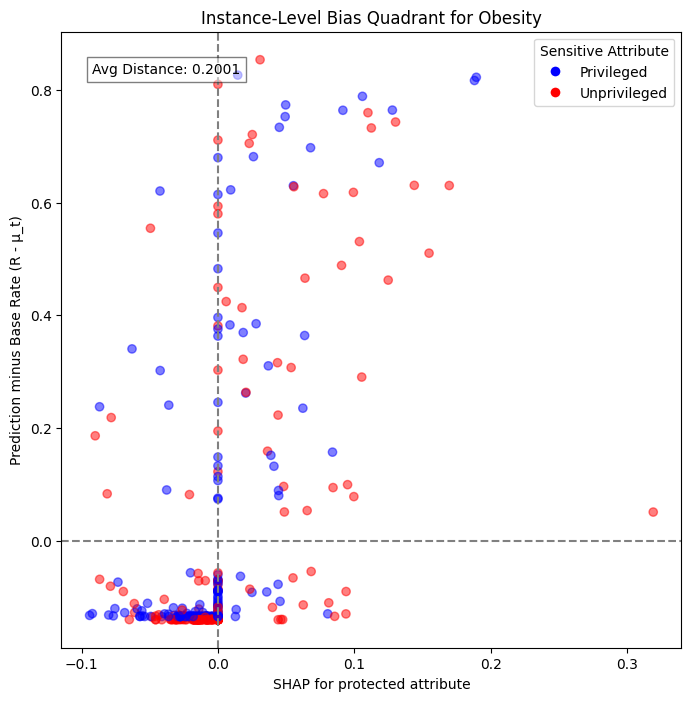 Instance-Level Bias Quadrant for Obesity
Avg Distance: 0.2001
Sensitive Attribute
Privileged
Unprivileged
Prediction minus Base Rate (R - μ_t)
0.8
0.6
0.4
0.2
0.0
-0.1
0.0
0.1
0.2
0.3
SHAP for protected attribute